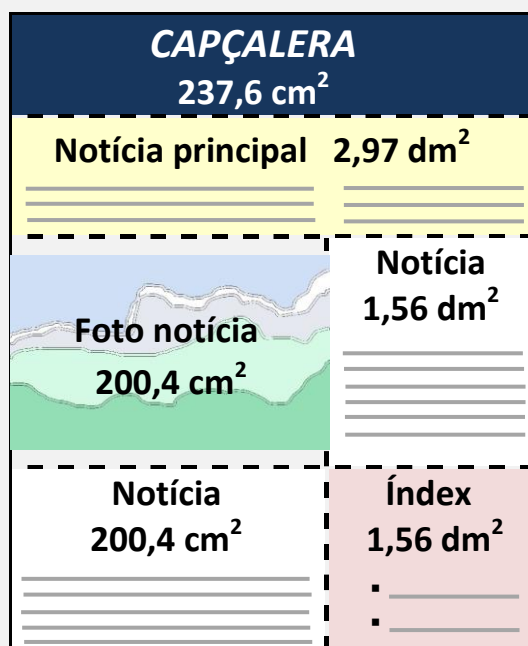 CAPÇALERA
237,6 cm²
Notícia principal 2,97 dm²
Notícia
1,56 dm²
Foto notícia
200,4 cm²
Notícia
200,4 cm²
Índex
1,56 dm²